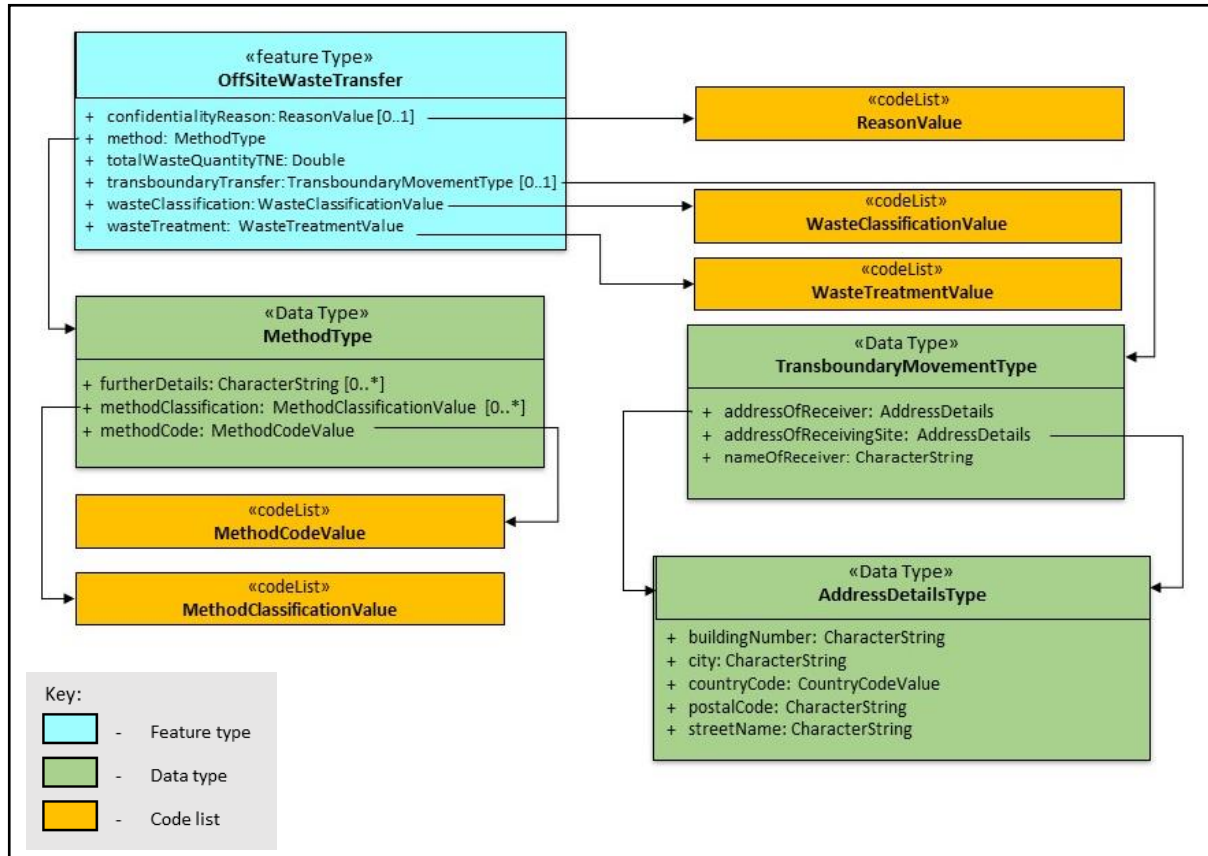 «feature Type»
OffSiteWasteTransfer
+ confidentialityReason: ReasonValue [0..1]
+ method: MethodType
+ totalWasteQuantityTNE: Double
+ transboundaryTransfer: TransboundaryMovementType [0..1]
+ wasteClassification: WasteClassificationValue
+ wasteTreatment: WasteTreatmentValue
«codeList»
ReasonValue
«codeList»
WasteClassificationValue
«codeList»
WasteTreatmentValue
«Data Type»
MethodType
+ furtherDetails: CharacterString [0..*]
+ methodClassification: MethodClassificationValue [0..*]
+ methodCode: MethodCodeValue
«Data Type»
TransboundaryMovementType
+ addressOfReceiver: AddressDetails
+ addressOfReceivingSite: AddressDetails
+ nameOfReceiver: CharacterString
«codeList»
MethodCodeValue
«codeList»
MethodClassificationValue
«Data Type»
AddressDetailsType
+ buildingNumber: CharacterString
+ city: CharacterString
+ countryCode: CountryCodeValue
+ postalCode: CharacterString
+ streetName: CharacterString
Key:
- Feature type
- Data type
- Code list